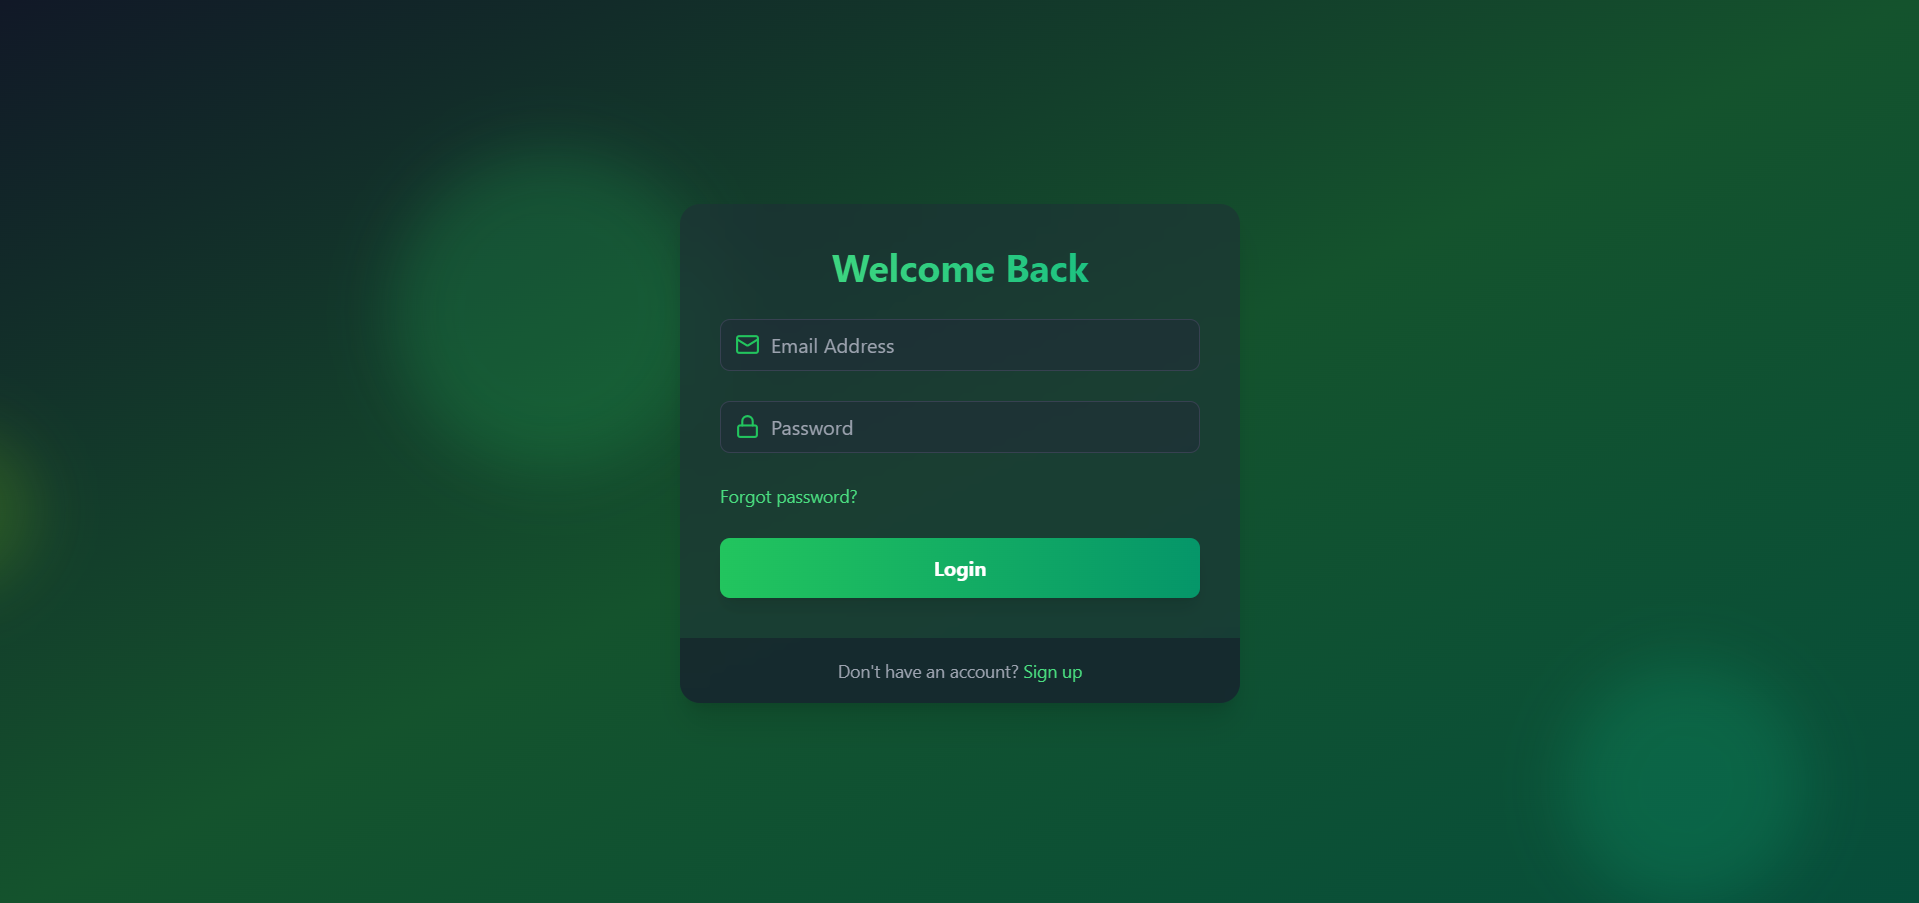 Welcome Back
Email Address
Password
Forgot password?
Login
Don't have an account? Sign up